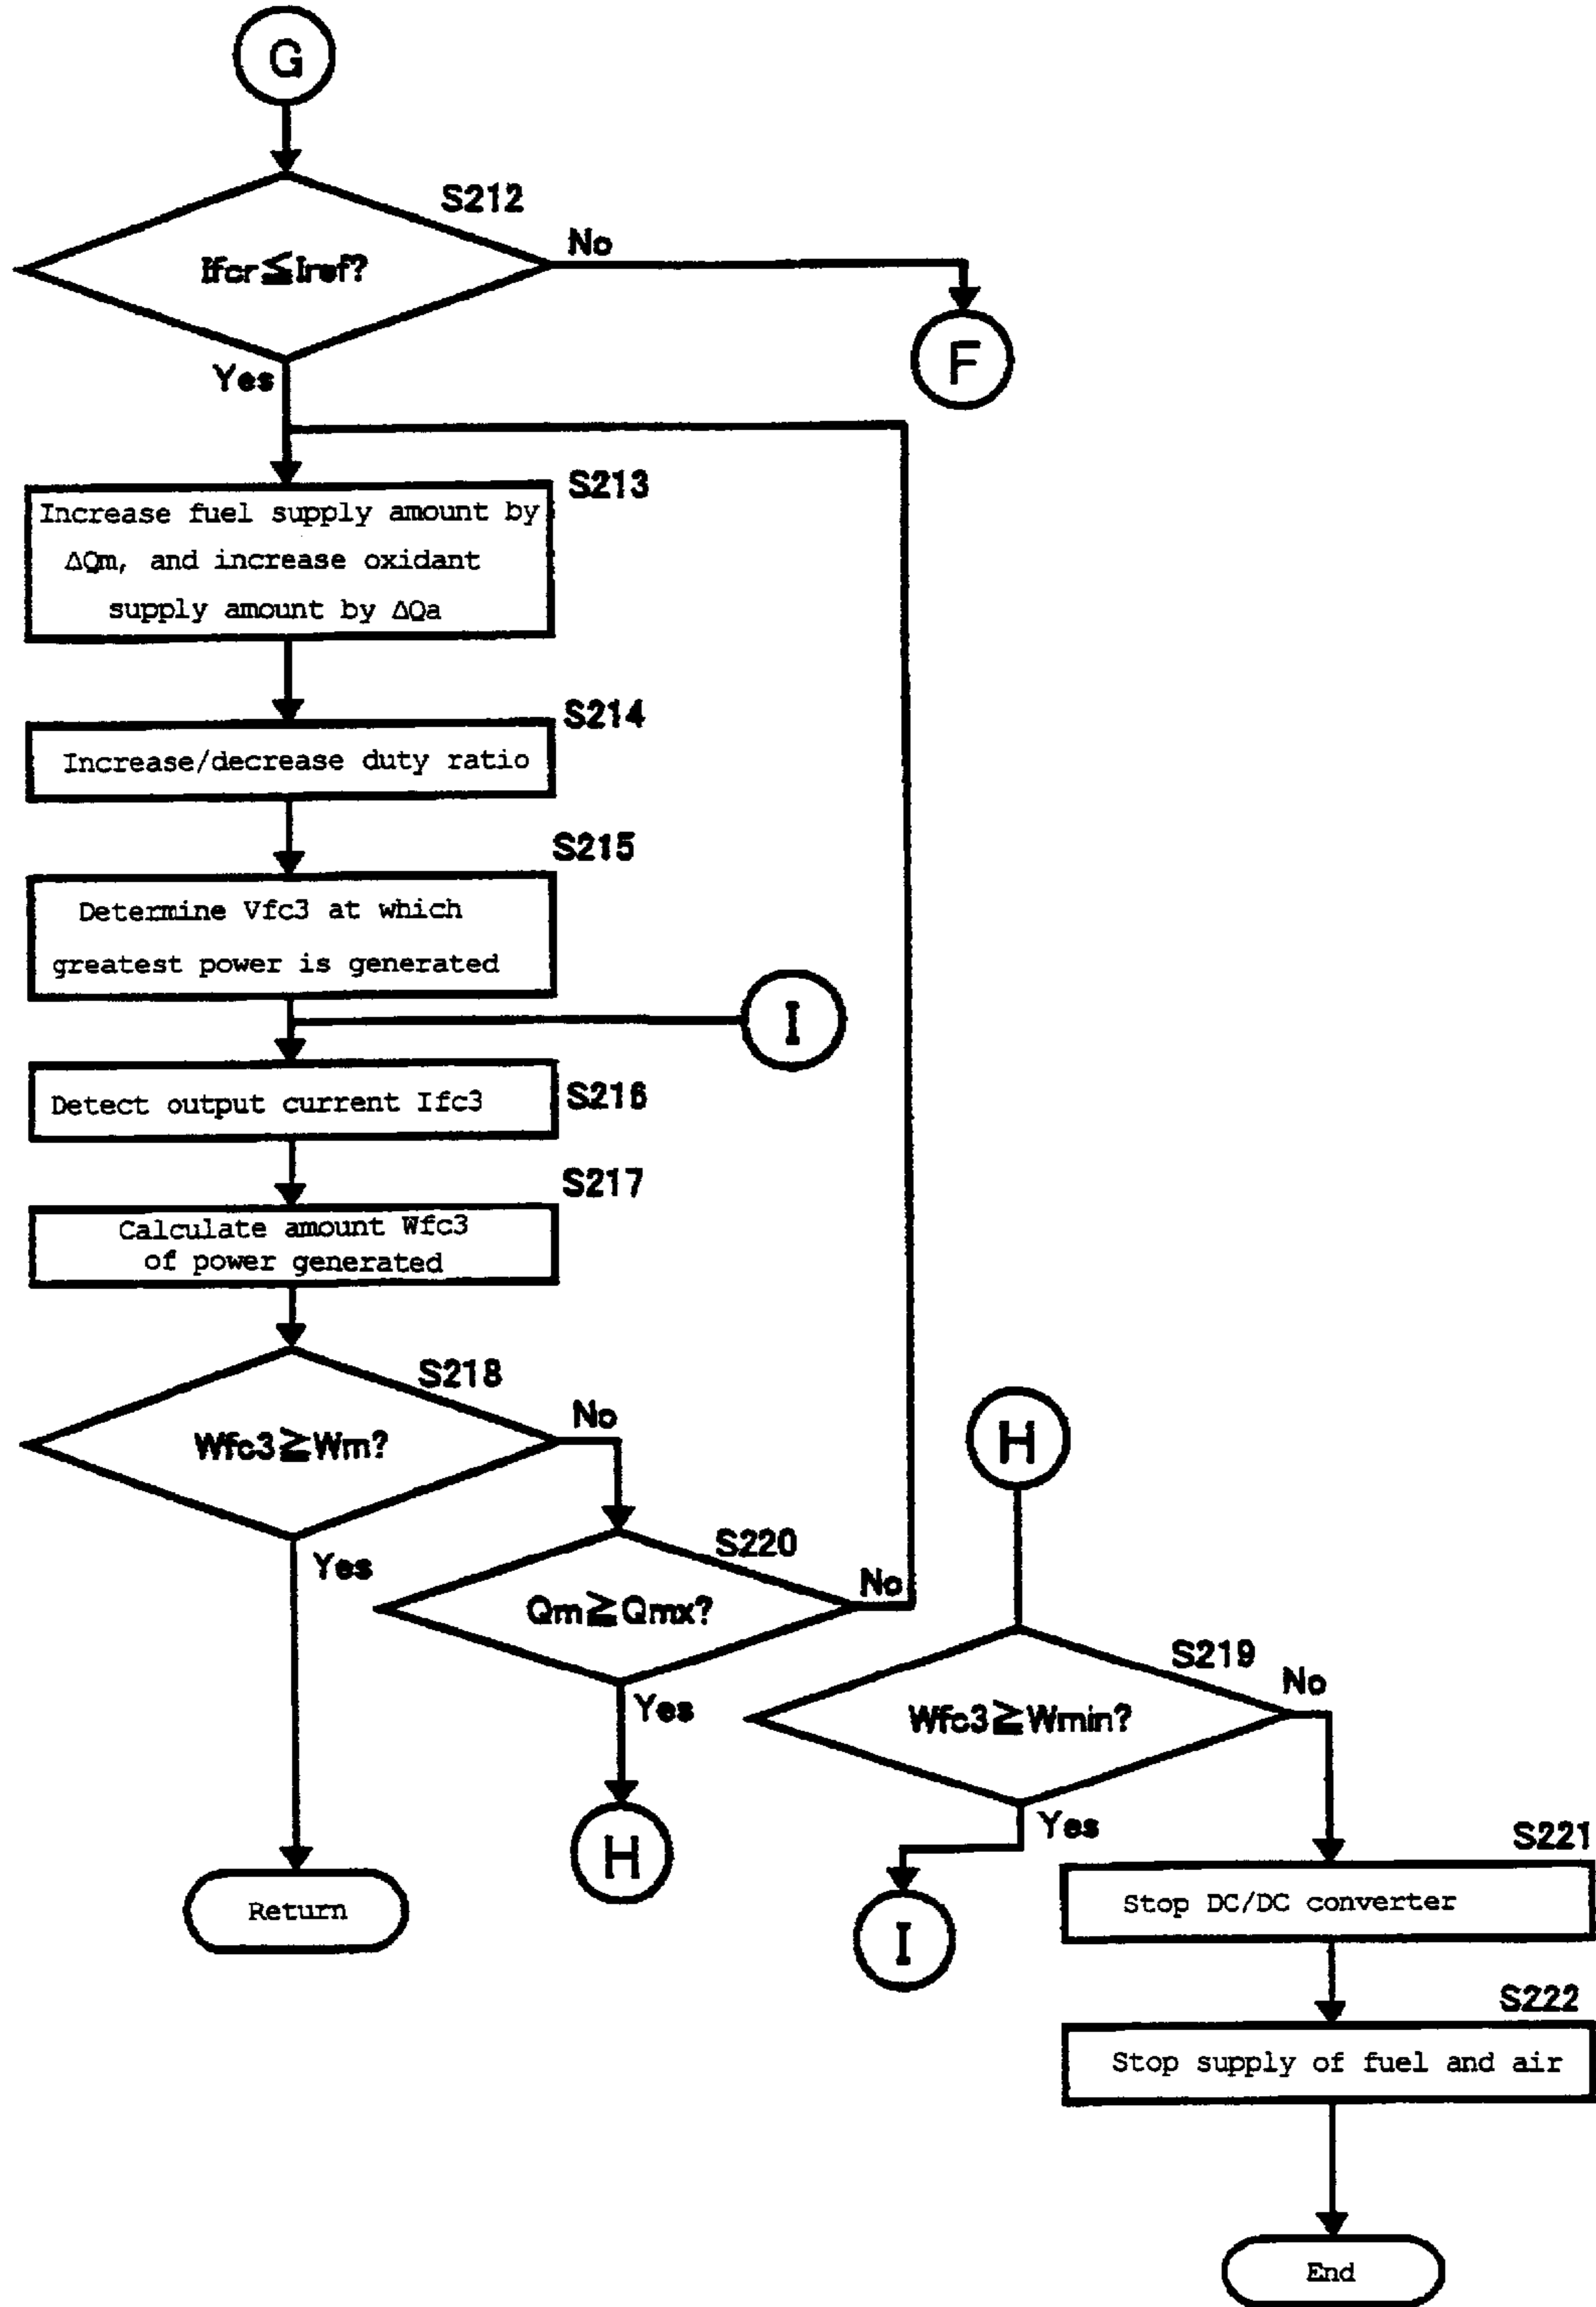 G
S212
Ifcr≦Iref?
No
F
Yes
S213
Increase fuel supply amount by
ΔQm, and increase oxidant
supply amount by ΔQa
S214
Increase/decrease duty ratio
S215
Determine Vfc3 at which
greatest power is generated
I
Detect output current Ifc3
S216
S217
Calculate amount Wfc3
of power generated
S218
Wfc3≧Wm?
No
Yes
H
S220
Qm≧Qmx?
No
Yes
H
S219
Wfc3≧Wmin?
No
Yes
I
Return
S221
Stop DC/DC converter
S222
Stop supply of fuel and air
End